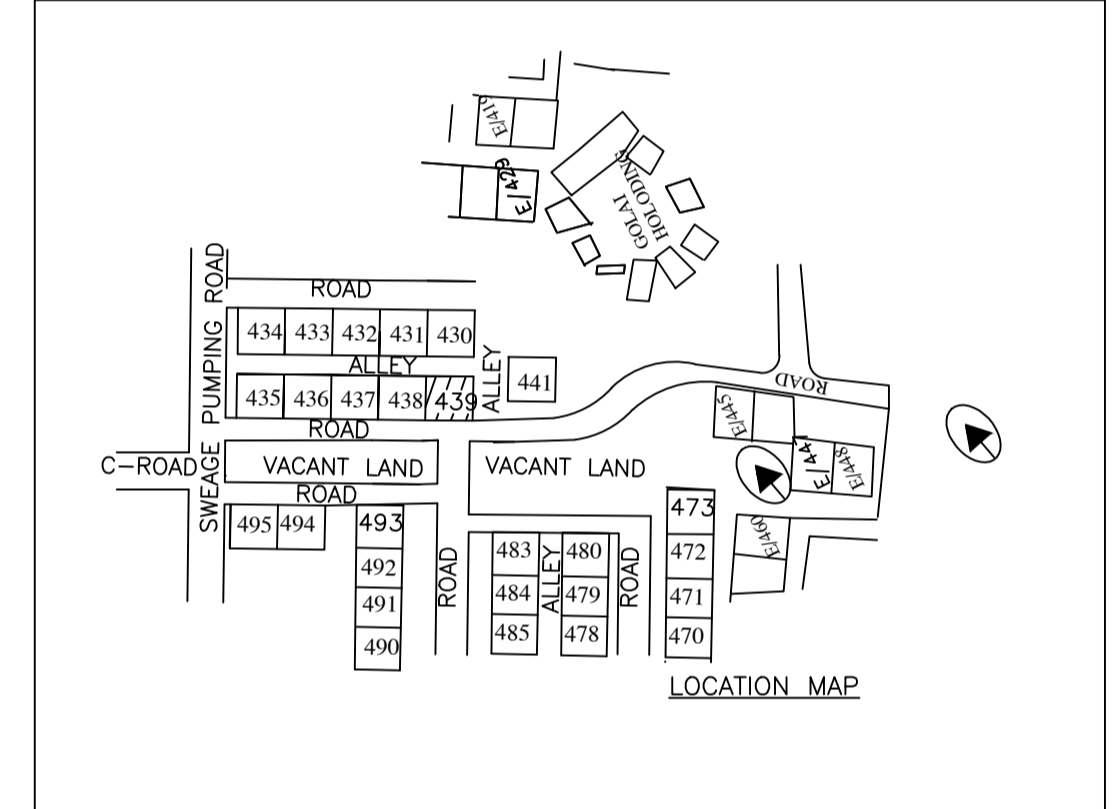 E/419
E/429
GOLAI
HOLODING
SWEAGE PUMPING ROAD
ROAD
434 433 432 431 430
ALLEY
ALLEY
441
435 436 437 438 439
ROAD
ROAD
E/445
E/447
E/448
C-ROAD
VACANT LAND
VACANT LAND
ROAD
495 494
493
492
491
490
ROAD
483
484
485
ALLEY
480
479
478
ROAD
473
472
471
470
E/460
LOCATION MAP